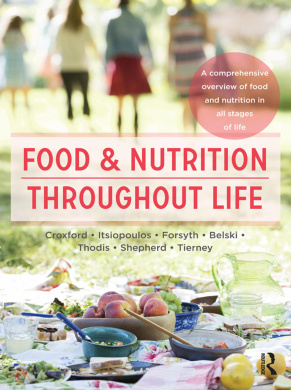 A comprehensive
overview of food
and nutrition in
all stages
of life
FOOD & NUTRITION
THROUGHOUT LIFE
Croxford • Itsiopoulos • Forsyth • Belski •
Thodis • Shepherd • Tierney